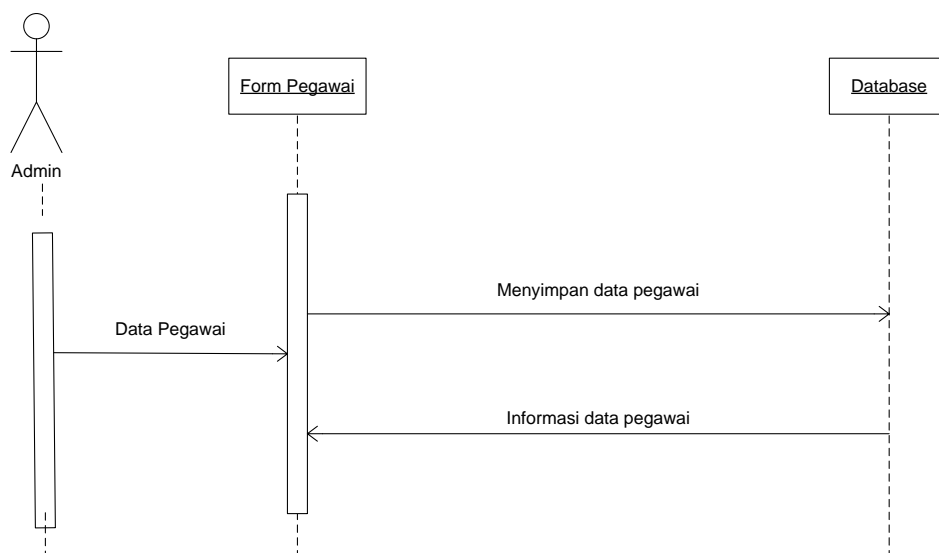 Form Pegawai
Database
Admin
Menyimpan data pegawai
Data Pegawai
Informasi data pegawai